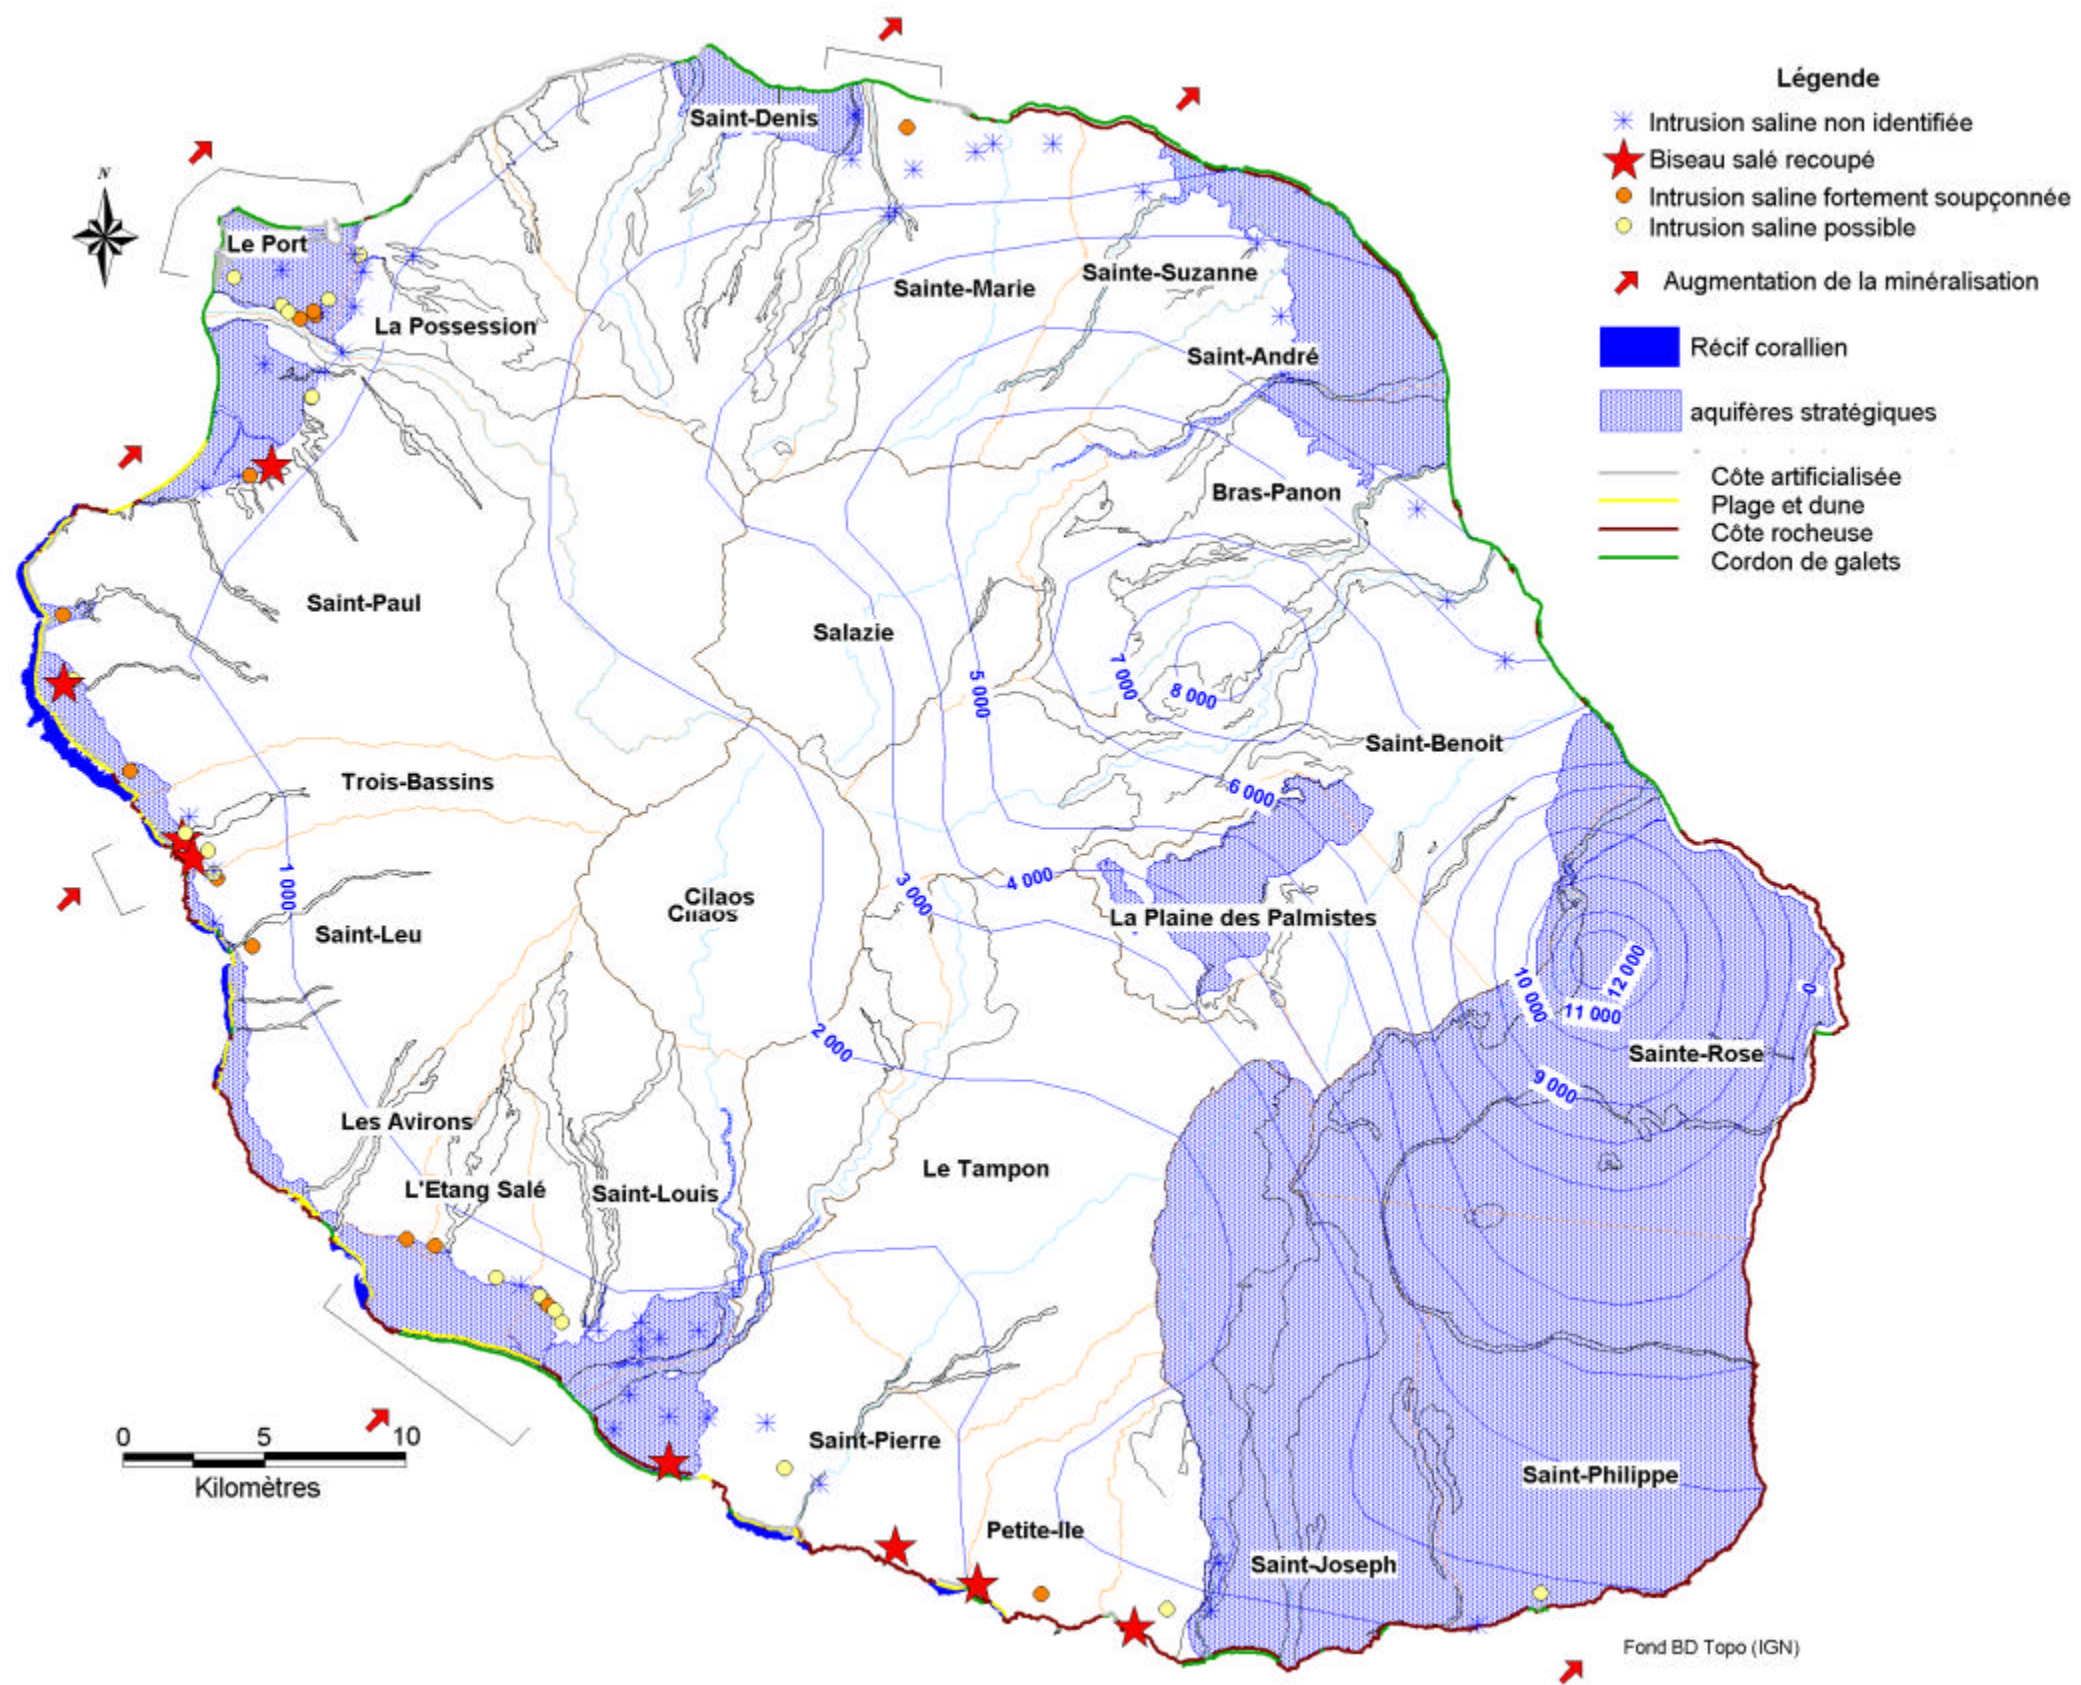 Légende
Intrusion saline non identifiée
Biseau salé recoupé
Intrusion saline fortement soupçonnée
Intrusion saline possible
Augmentation de la minéralisation
Récif corallien
aquifères stratégiques
Côte artificialisée
Plage et dune
Côte rocheuse
Cordon de galets
N
Saint-Denis
Le Port
La Possession
Sainte-Marie
Sainte-Suzanne
Saint-André
Bras-Panon
Saint-Paul
Salazie
5 000
7 000
8 000
Saint-Benoit
Trois-Bassins
6 000
1 000
Cilaos
Cilaos
3 000
4 000
La Plaine des Palmistes
Saint-Leu
10 000
11 000
12 000
0
2 000
Sainte-Rose
9 000
Les Avirons
L'Etang Salé
Saint-Louis
Le Tampon
0 5 10
Kilomètres
Saint-Pierre
Saint-Philippe
Petite-Ile
Saint-Joseph
Fond BD Topo (IGN)